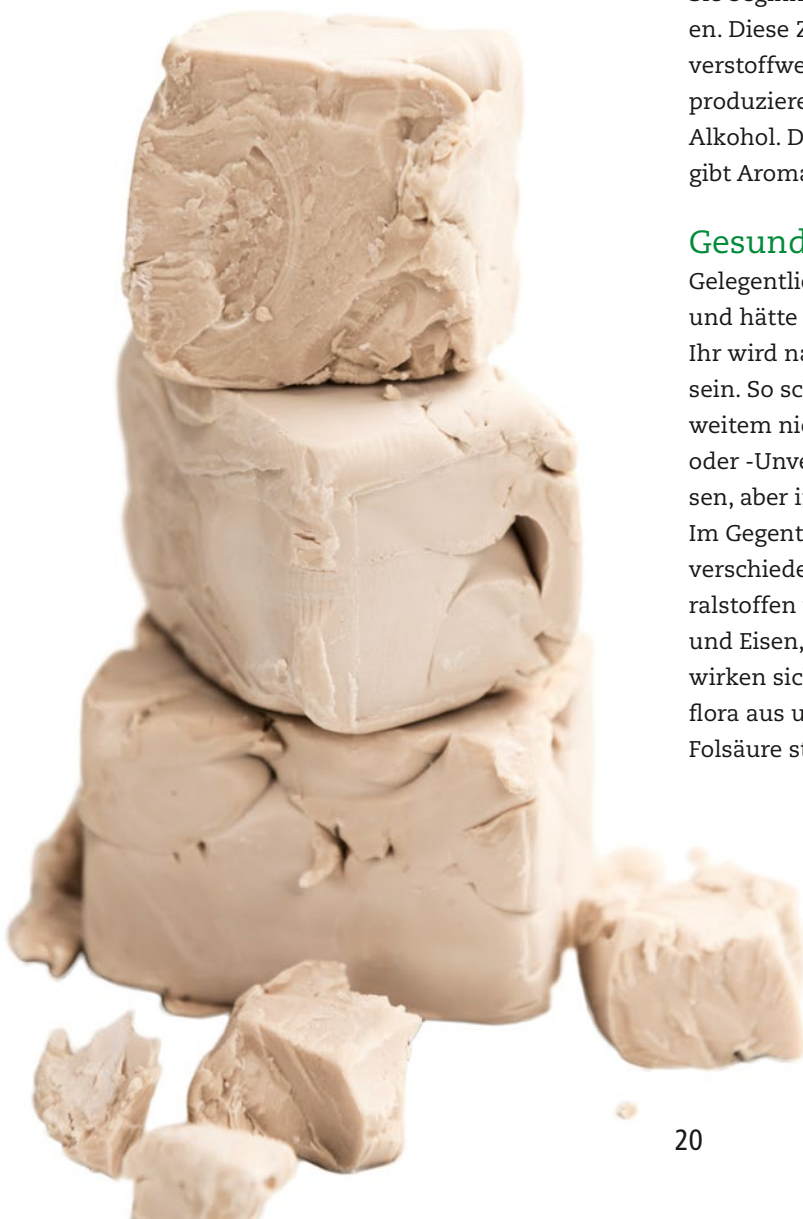 en. Diese Z
verstoffwe
produziere
Alkohol. D
gibt Aroma
Gesund
Gelegentlic
und hätte
Ihr wird na
sein. So sc
weitem nic
oder -Unve
sen, aber i
Im Gegent
verschiede
ralstoffen
und Eisen,
wirken sic
flora aus u
Folsäure st
20